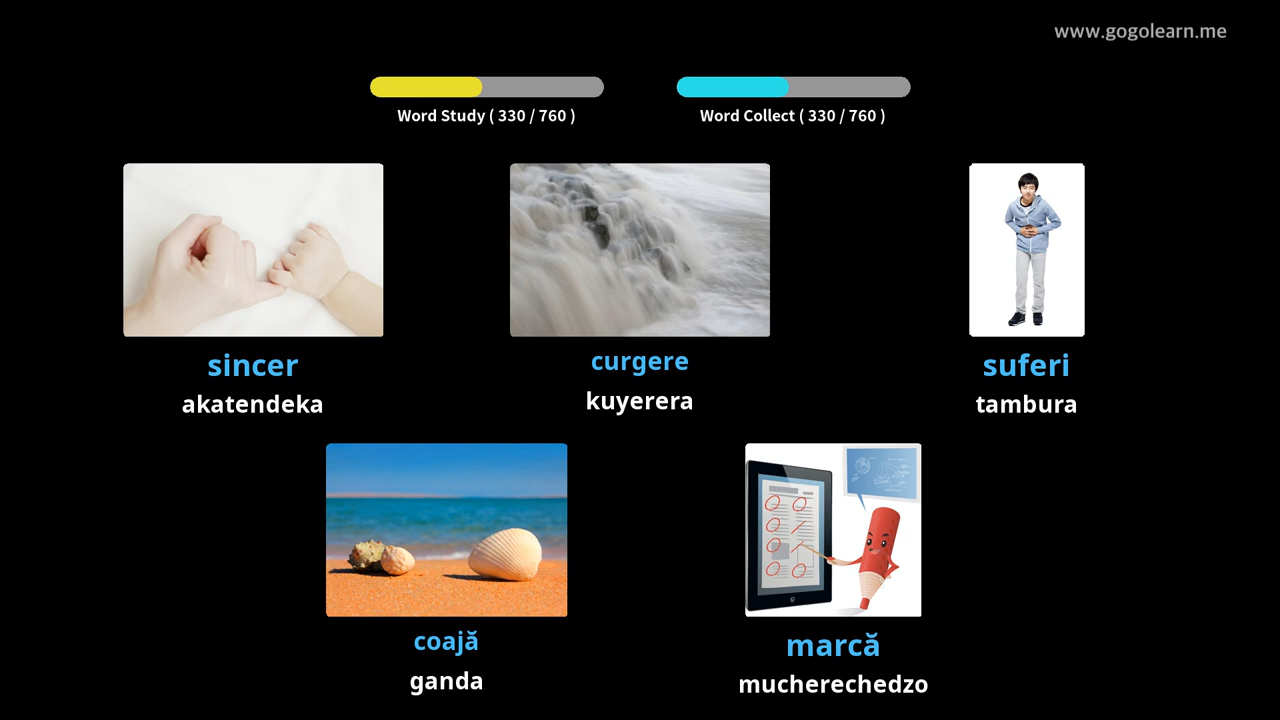 www.gogolearn.me
Word Study ( 330 / 760 )
Word Collect ( 330 / 760 )
sincer
akatendeka
curgere
kuyerera
suferi
tambura
coajă
ganda
marcă
mucherechedzo